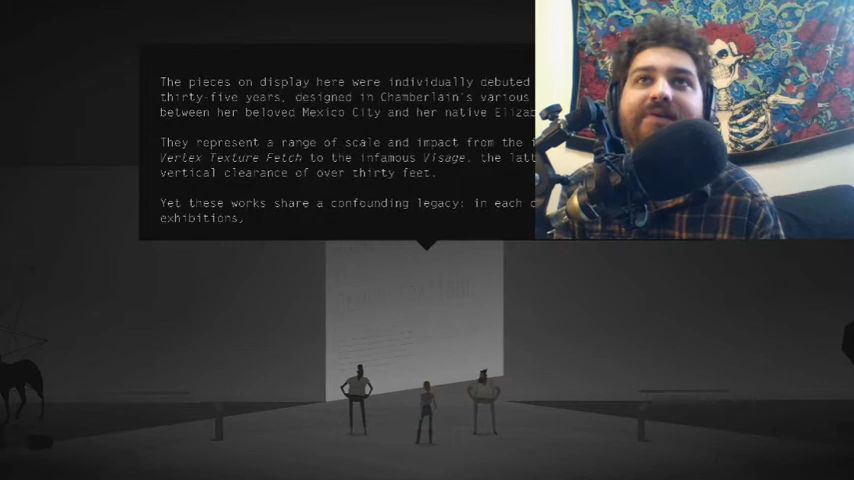 The pieces on display here were individually debuted
thirty-five years, designed in Chamberlain's various
between her beloved Mexico City and her native
They represent a range of scale and impact from the
Vertex Texture Fetch to the infamous Visage, the
vertical clearance of over thirty feet.
Yet these works share a confounding legacy: in each
exhibitions,